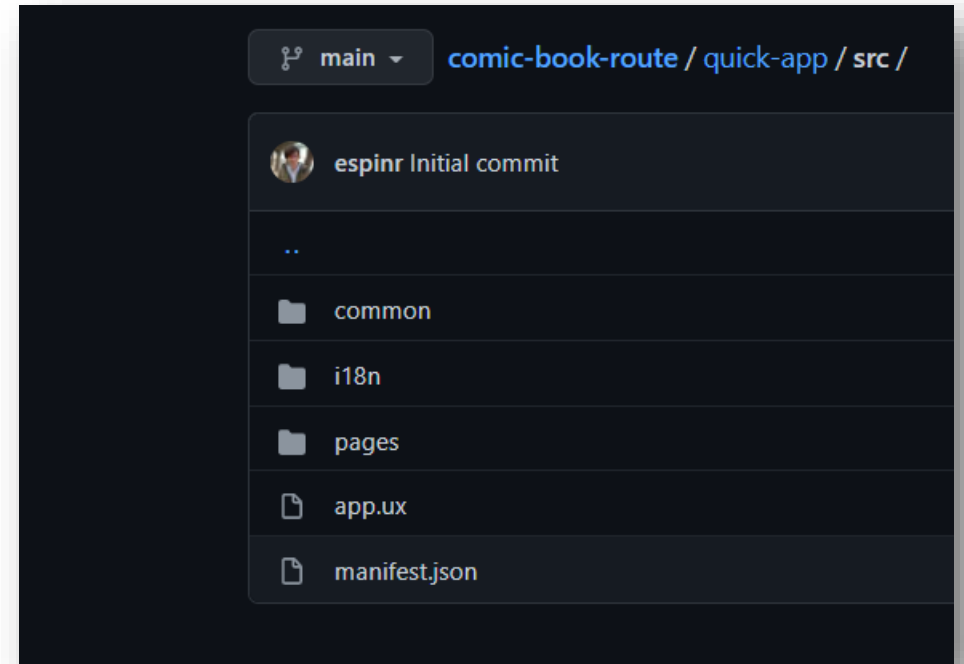 main comic-book-route / quick-app / src /
espinr Initial commit
..
common
i18n
pages
app.ux
manifest.json